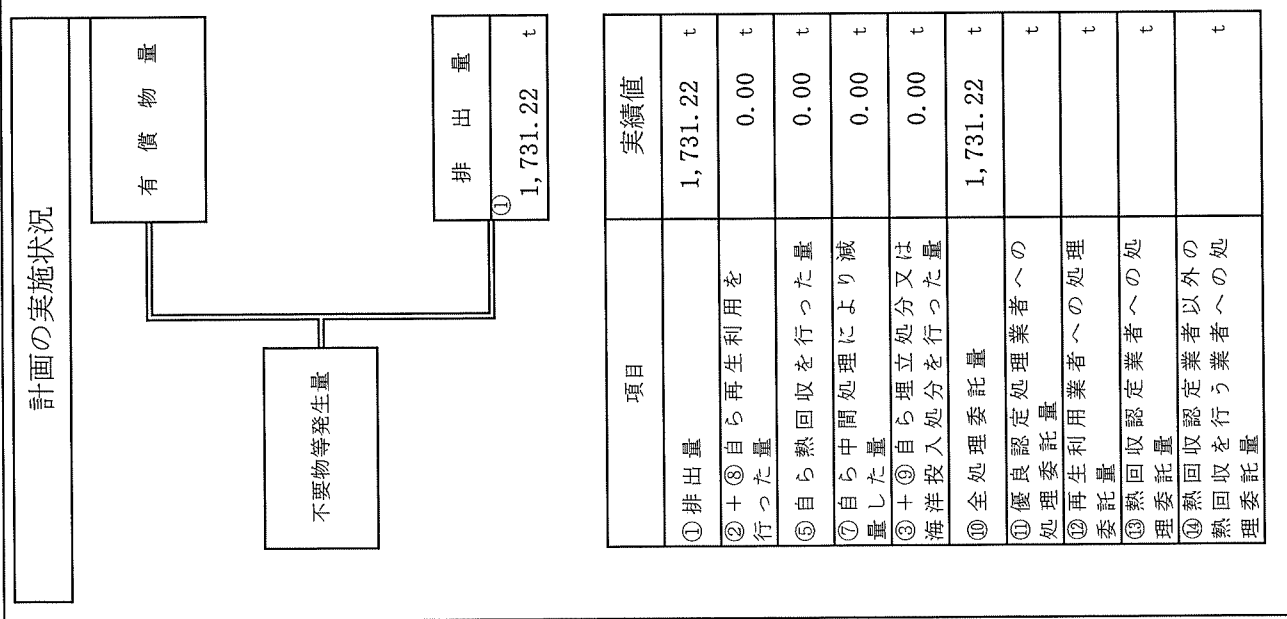 計画の実施状況
有償物量
不要物等発生量
排出量
① 1,731.22 t
項目 実績値
①排出量 1,731.22 t
②+⑧自ら再生利用を
行った量 0.00 t
⑤自ら熱回収を行った量 0.00 t
⑦自ら中間処理により減
量した量 0.00 t
③+⑨自ら埋立処分又は
海洋投入処分を行った量 0.00 t
⑩全処理委託量 1,731.22 t
⑪優良認定処理業者への
処理委託量 t
⑫再生利用業者への処理
委託量 t
⑬熱回収認定業者への処
理委託量 t
⑭熱回収認定業者以外の
熱回収を行う業者への処
理委託量 t